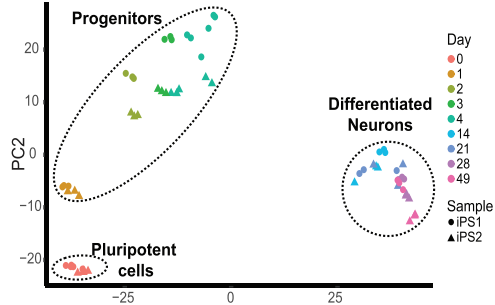 Progenitors
Differentiated
Neurons
Pluripotent
cells
PC2
20
10
0
−10
−20
−25
0
25
Day
0
1
2
3
4
14
21
28
49
Sample
iPS1
iPS2